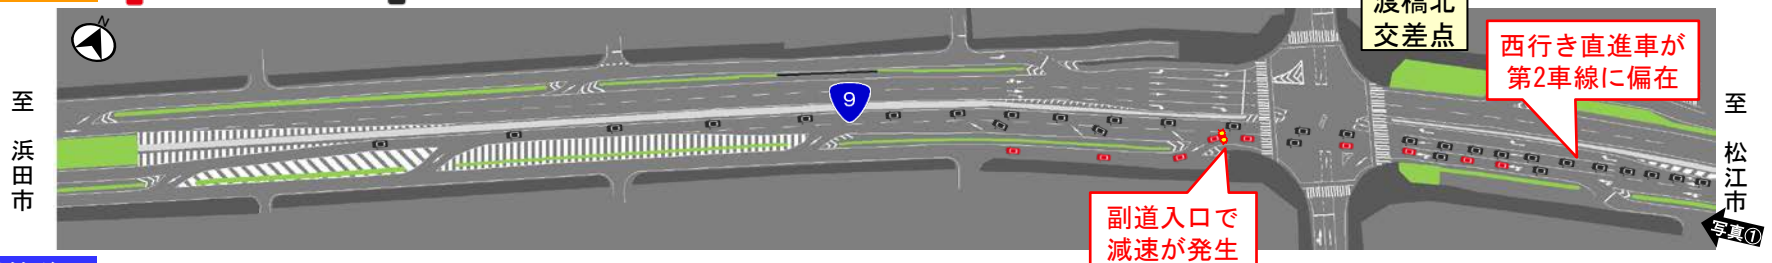 渡橋北
交差点
西行き直進車が
第2車線に偏在
N
9
至
浜田市
至
松江市
副道入口で
減速が発生
写真①